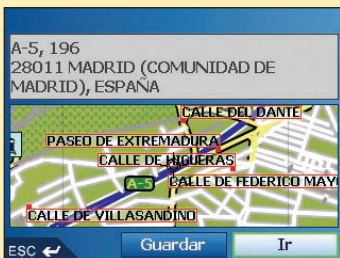 A-5, 196
28011 MADRID (COMUNIDAD DE
MADRID), ESPAÑA
CALLE DEL DANTE
PASEO DE EXTREMADURA
CALLE DE HIGUERAS
A-5
CALLE DE FEDERICO MAYO
CALLE DE VILLASANDINO
ESC
Guardar
Ir